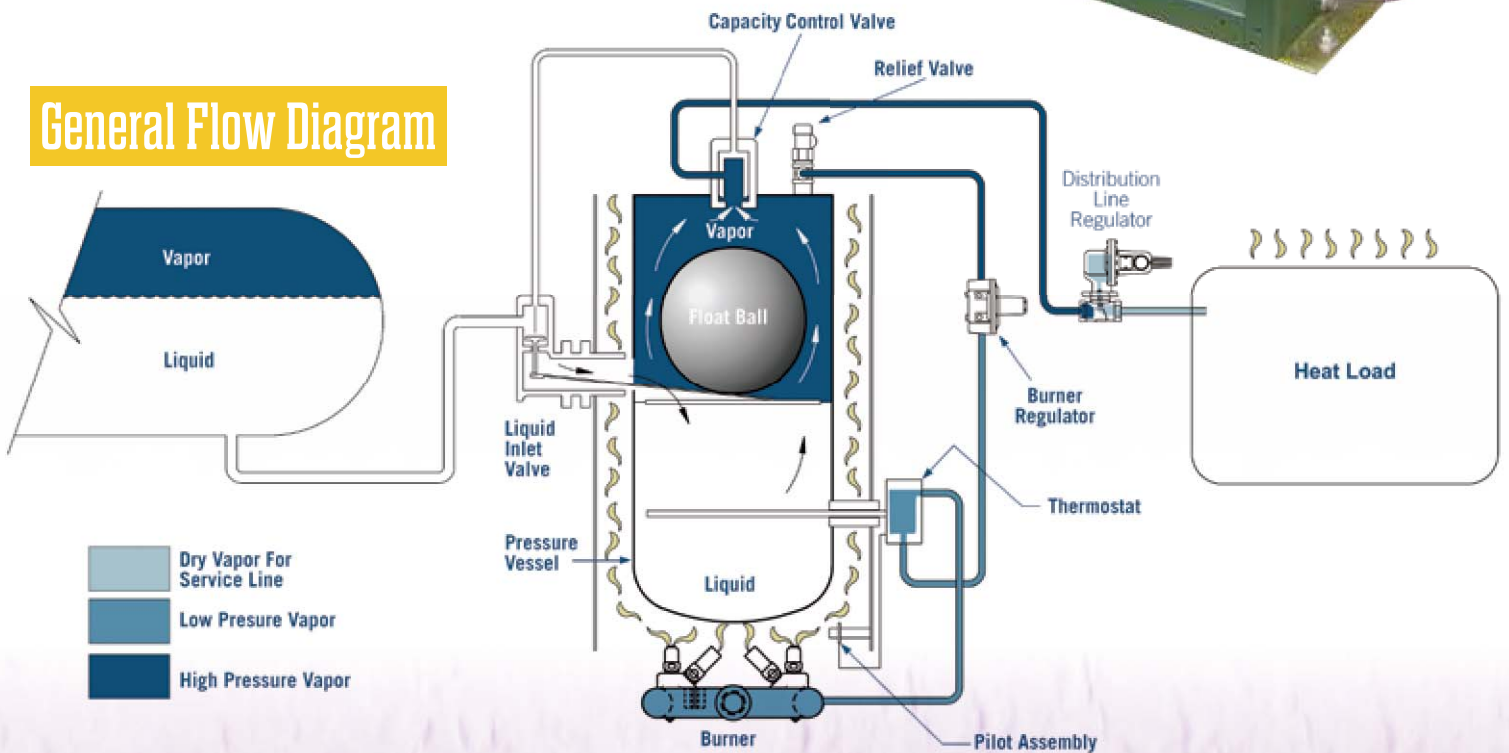 General Flow Diagram
Capacity Control Valve
Relief Valve
Distribution
Line
Regulator
Vapor
Liquid
Vapor
Float Ball
Heat Load
Burner
Regulator
Liquid
Inlet
Valve
Thermostat
Pressure
Vessel
Liquid
Dry Vapor For
Service Line
Low Presure Vapor
High Pressure Vapor
Burner
Pilot Assembly